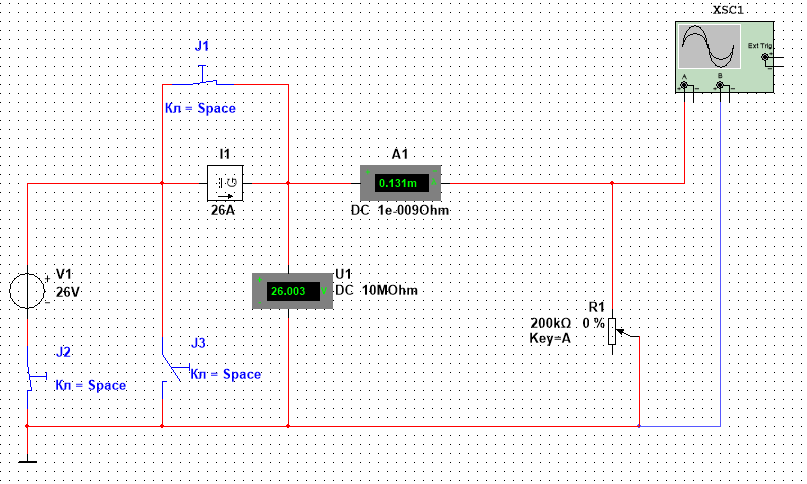 XSC1
Ext Trig
+
-
A
B
+ - + -
J1
Кл = Space
I1
G
26A
A1
+ -
0.131m A
DC 1e-009Ohm
V1
26V
+
-
U1
DC 10MOhm
+
26.003 V
-
R1
200kΩ 0 %
Key=A
J2
Кл = Space
J3
Кл = Space